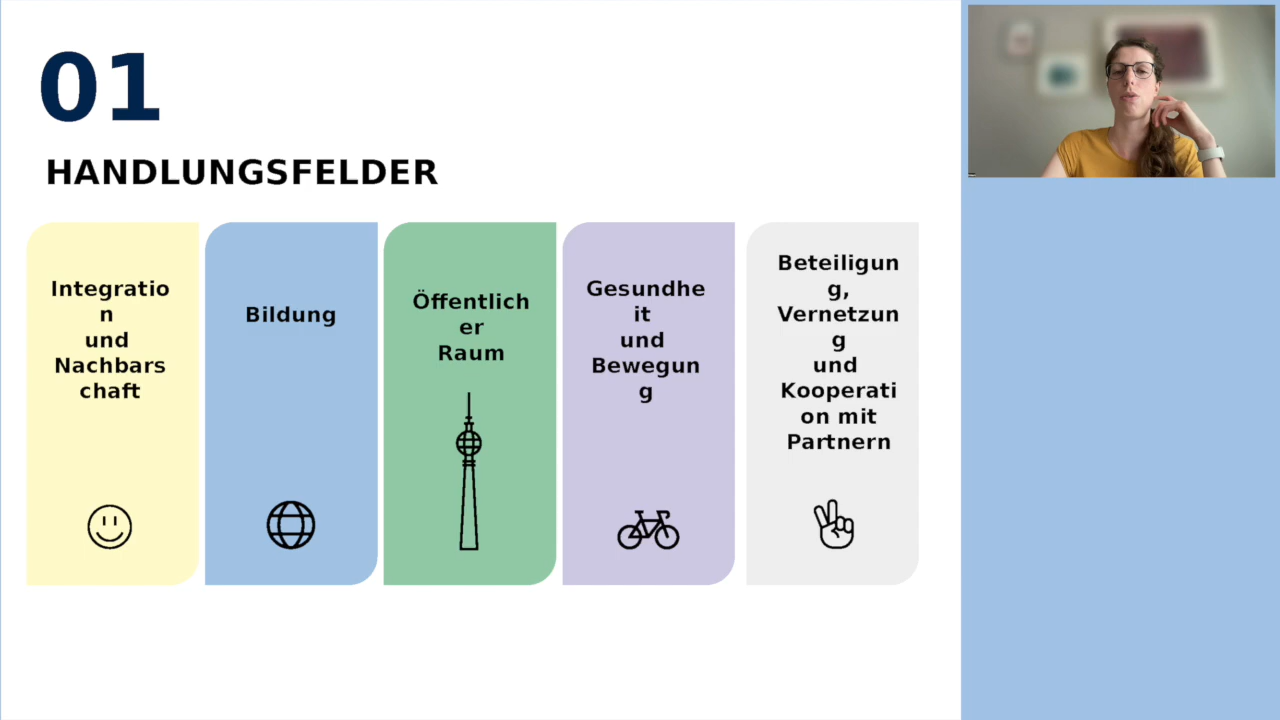 01
HANDLUNGSFELDER
Integratio
n
und
Nachbars
chaft
Bildung
Öffentlich
er
Raum
Gesundhe
it
und
Bewegun
g
Beteiligun
g,
Vernetzun
g
und
Kooperati
on mit
Partnern